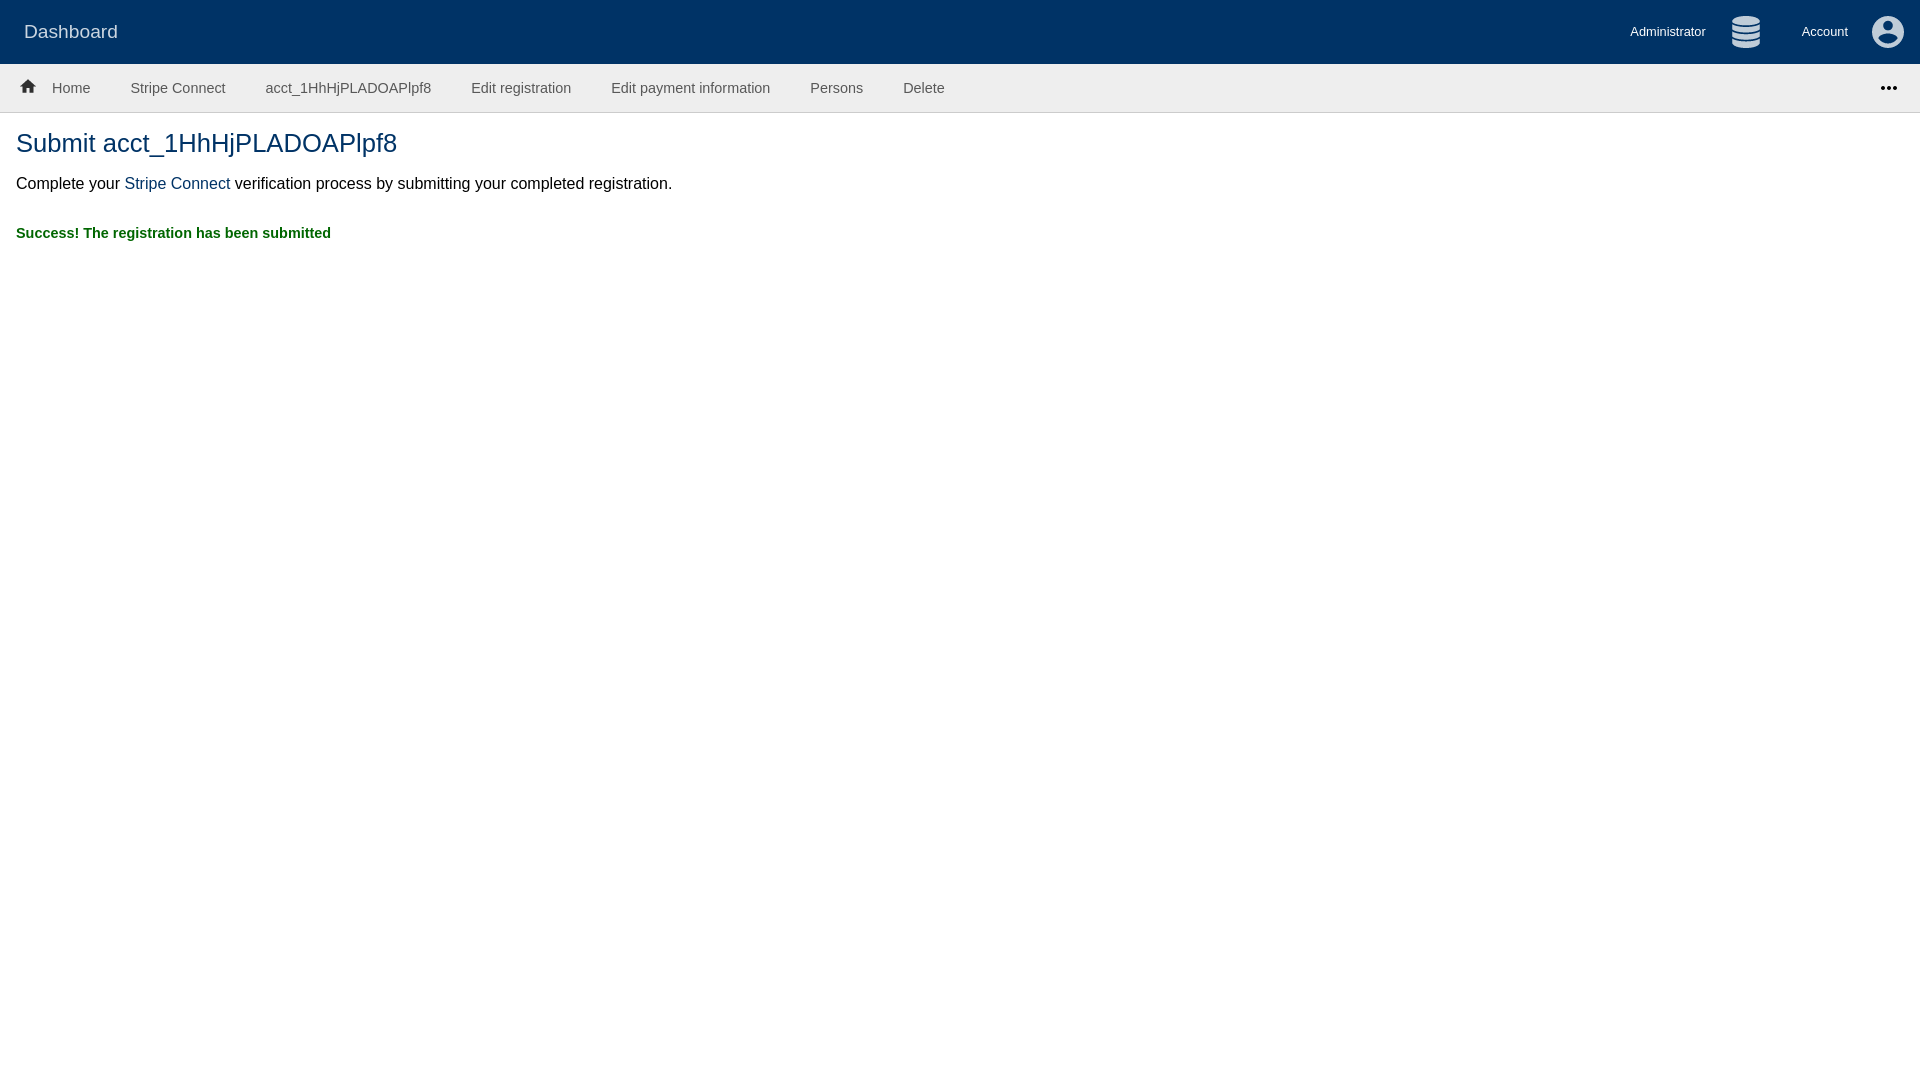 Dashboard
Administrator
Account
Home
Stripe Connect
acct_1HhHjPLADOAPlpf8
Edit registration
Edit payment information
Persons
Delete
Submit acct_1HhHjPLADOAPlpf8
Complete your Stripe Connect verification process by submitting your completed registration.
Success! The registration has been submitted